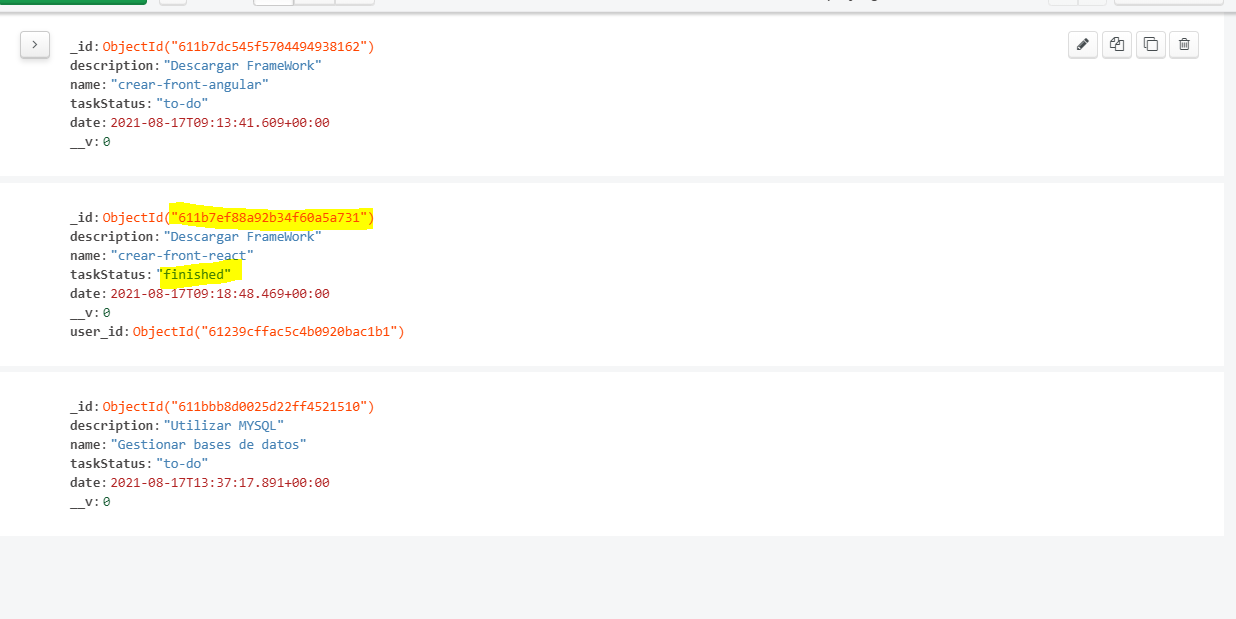 _id: ObjectId("611b7dc545f5704494938162")
description: "Descargar FrameWork"
name: "crear-front-angular"
taskStatus: "to-do"
date: 2021-08-17T09:13:41.609+00:00
__v: 0
_id: ObjectId("611b7ef88a92b34f60a5a731")
description: "Descargar FrameWork"
name: "crear-front-react"
taskStatus: "finished"
date: 2021-08-17T09:18:48.469+00:00
__v: 0
user_id: ObjectId("61239cffac5c4b0920bac1b1")
_id: ObjectId("611bbb8d0025d22ff4521510")
description: "Utilizar MYSQL"
name: "Gestionar bases de datos"
taskStatus: "to-do"
date: 2021-08-17T13:37:17.891+00:00
__v: 0